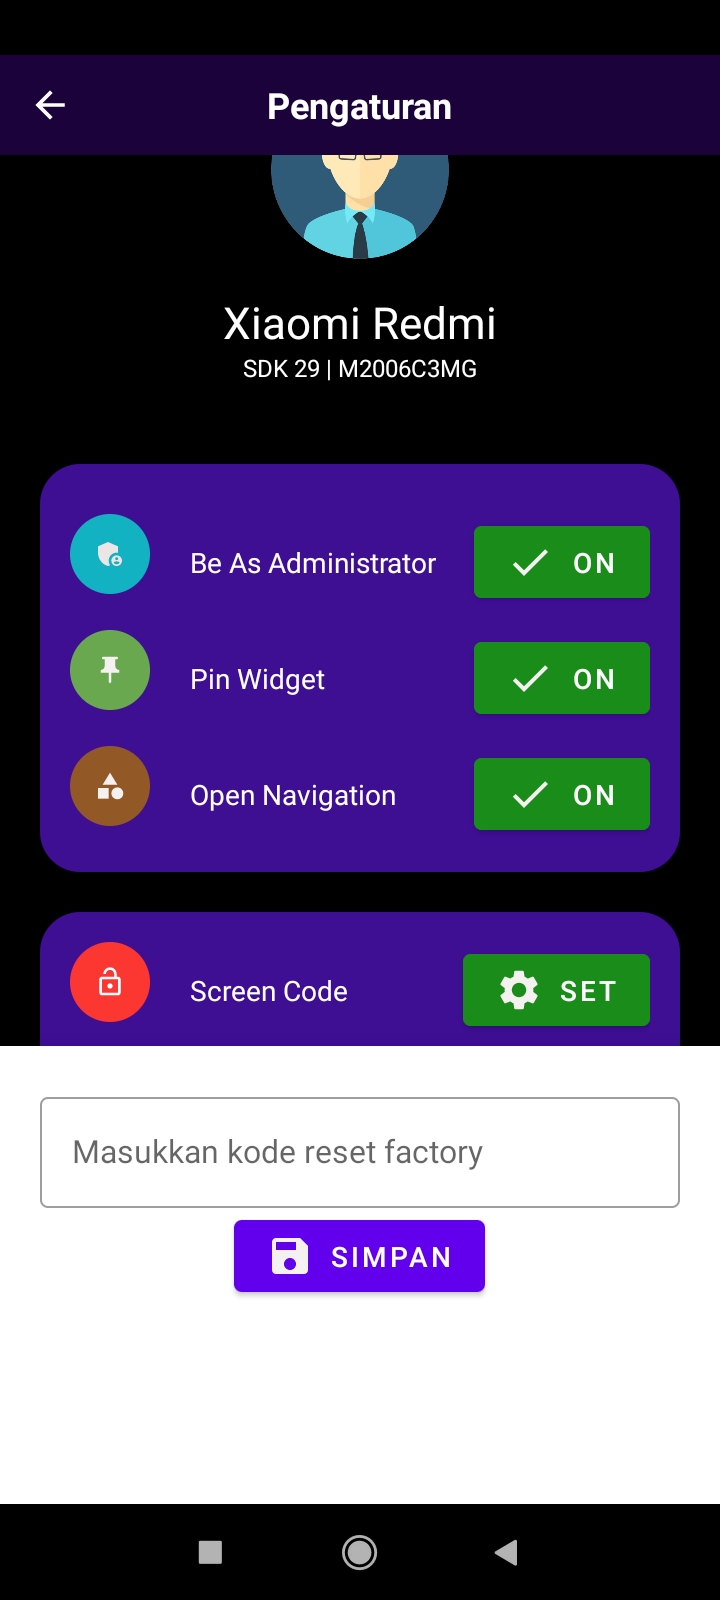 Pengaturan
Xiaomi Redmi
SDK 29 | M2006C3MG
Be As Administrator
ON
Pin Widget
ON
Open Navigation
ON
Screen Code
SET
Masukkan kode reset factory
SIMPAN